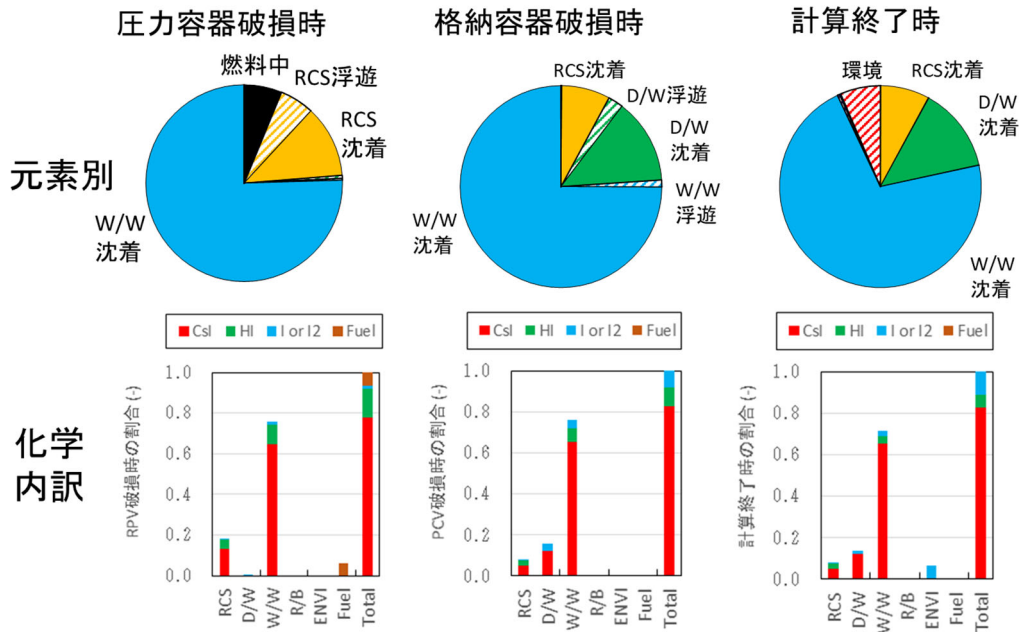 圧力容器破損時
格納容器破損時
計算終了時
元素別
燃料中
RCS浮遊
RCS
沈着
W/W
沈着
RCS沈着
D/W浮遊
D/W
沈着
W/W
浮遊
W/W
沈着
環境
RCS沈着
D/W
沈着
W/W
沈着
化学
内訳
CsI HI I or I2 Fuel
RPV破損時の割合(-)
1.0
0.8
0.6
0.4
0.2
0.0
RCS
D/W
W/W
R/B
ENVI
Fuel
Total
CsI HI I or I2 Fuel
PCV破損時の割合(-)
1.0
0.8
0.6
0.4
0.2
0.0
RCS
D/W
W/W
R/B
ENVI
Fuel
Total
CsI HI I or I2 Fuel
計算終了時の割合(-)
1.0
0.8
0.6
0.4
0.2
0.0
RCS
D/W
W/W
R/B
ENVI
Fuel
Total